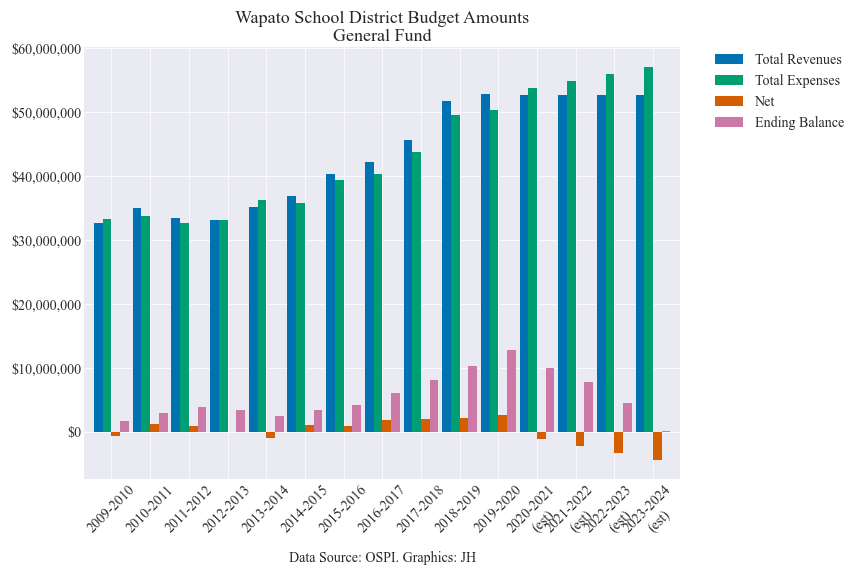 Wapato School District Budget Amounts
General Fund
$60,000,000
$50,000,000
$40,000,000
$30,000,000
$20,000,000
$10,000,000
$0
Total Revenues
Total Expenses
Net
Ending Balance
2009-2010
2010-2011
2011-2012
2012-2013
2013-2014
2014-2015
2015-2016
2016-2017
2017-2018
2018-2019
2019-2020
2020-2021
(est)
2021-2022
(est)
2022-2023
(est)
2023-2024
(est)
Data Source: OSPI. Graphics: JH